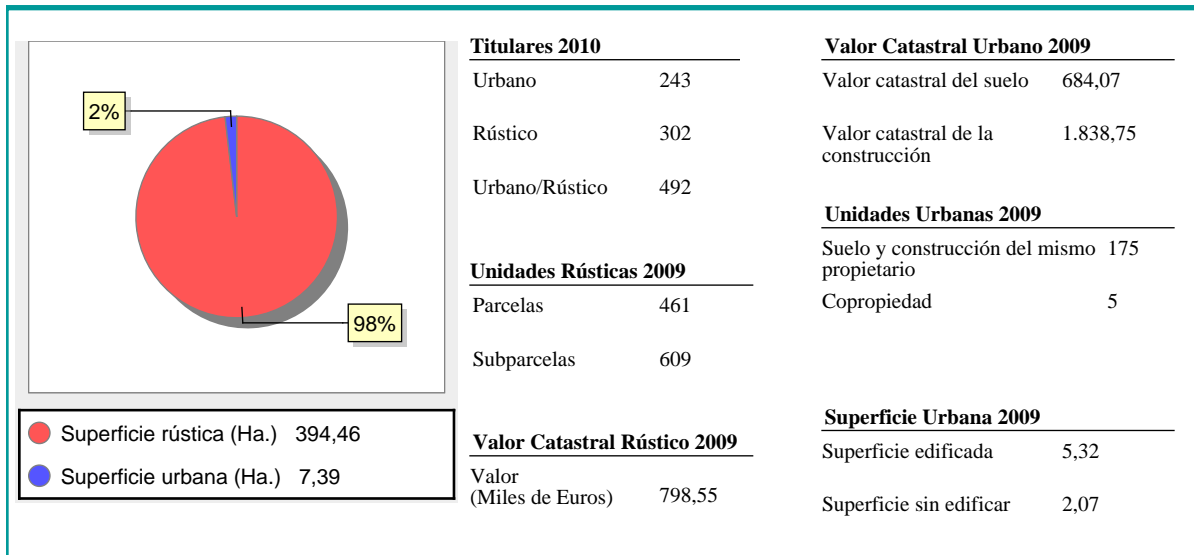 2%
98%
Superficie rústica (Ha.) 394,46
Superficie urbana (Ha.) 7,39
Titulares 2010
Urbano 243
Rústico 302
Urbano/Rústico 492
Unidades Rústicas 2009
Parcelas 461
Subparcelas 609
Valor Catastral Rústico 2009
Valor
(Miles de Euros) 798,55
Valor Catastral Urbano 2009
Valor catastral del suelo 684,07
Valor catastral de la 1.838,75
construcción
Unidades Urbanas 2009
Suelo y construcción del mismo 175
propietario
Copropiedad 5
Superficie Urbana 2009
Superficie edificada 5,32
Superficie sin edificar 2,07